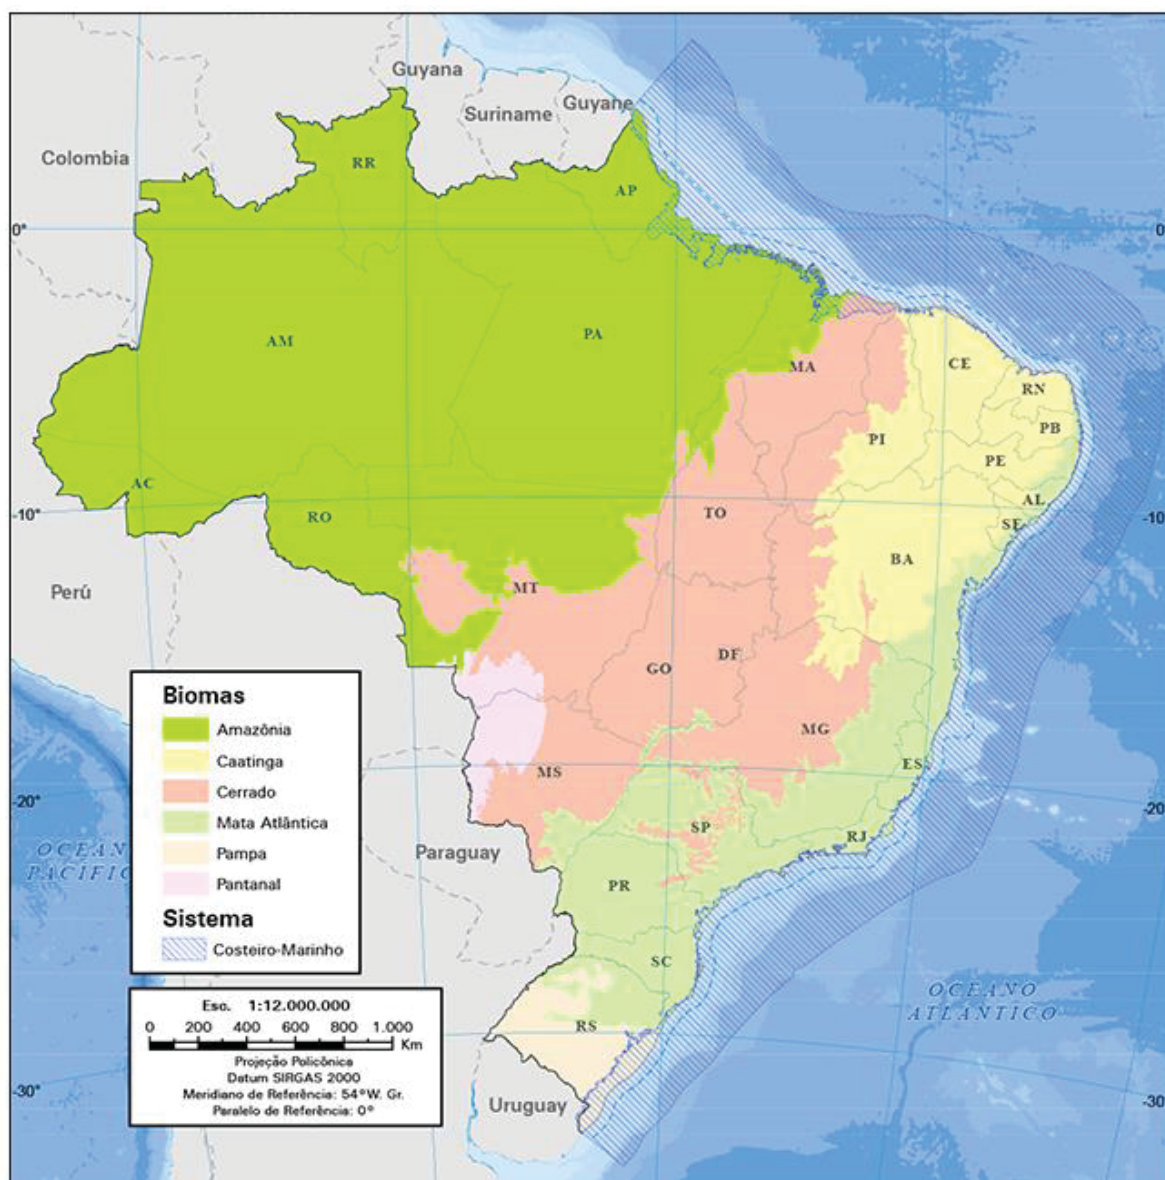 Guyana
Suriname
Guyane
Colombia
RR
AP
0°
0
AM
PA
MA
CE
RN
PB
PI
PE
AC
AL
-10°
RO
TO
SE
-10
BA
Perú
MT
DF
GO
MG
MS
ES
-20°
-20
SP
RJ
OCEAN
PACÍFIC
Paraguay
PR
SC
OCEANO
ATLÂNTICO
RS
-30°
-30
Uruguay
Biomas
Amazônia
Caatinga
Cerrado
Mata Atlântica
Pampa
Pantanal
Sistema
Costeiro-Marinho
Esc. 1:12.000.000
0 200 400 600 800 1.000
Km
Projeção Policônica
Datum SIRGAS 2000
Meridiano de Referência: 54°W. Gr.
Paralelo de Referência: 0°